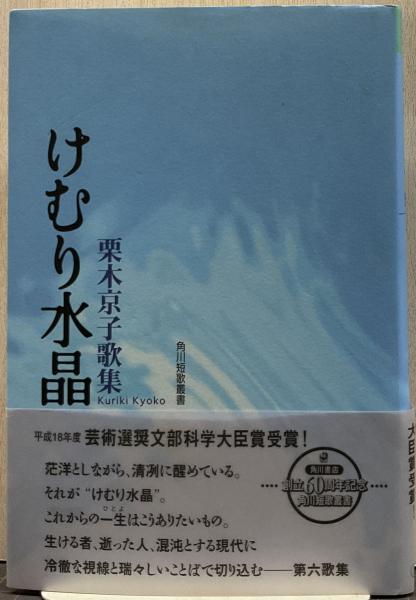 けむり水晶
栗木京子歌集
Kuriki Kyoko
角川短歌叢書
平成18年度 芸術選奨文部科学大臣賞受賞!
茫洋としながら、清冽に醒めている。
それが“けむり水晶”。
これからの一生はこうありたいもの。
ひとよ
生ける者、逝った人、混沌とする現代に
冷徹な視線と瑞々しいことばで切り込む──第六歌集
角川書店
創立60周年記念
角川短歌叢書
大臣賞受賞